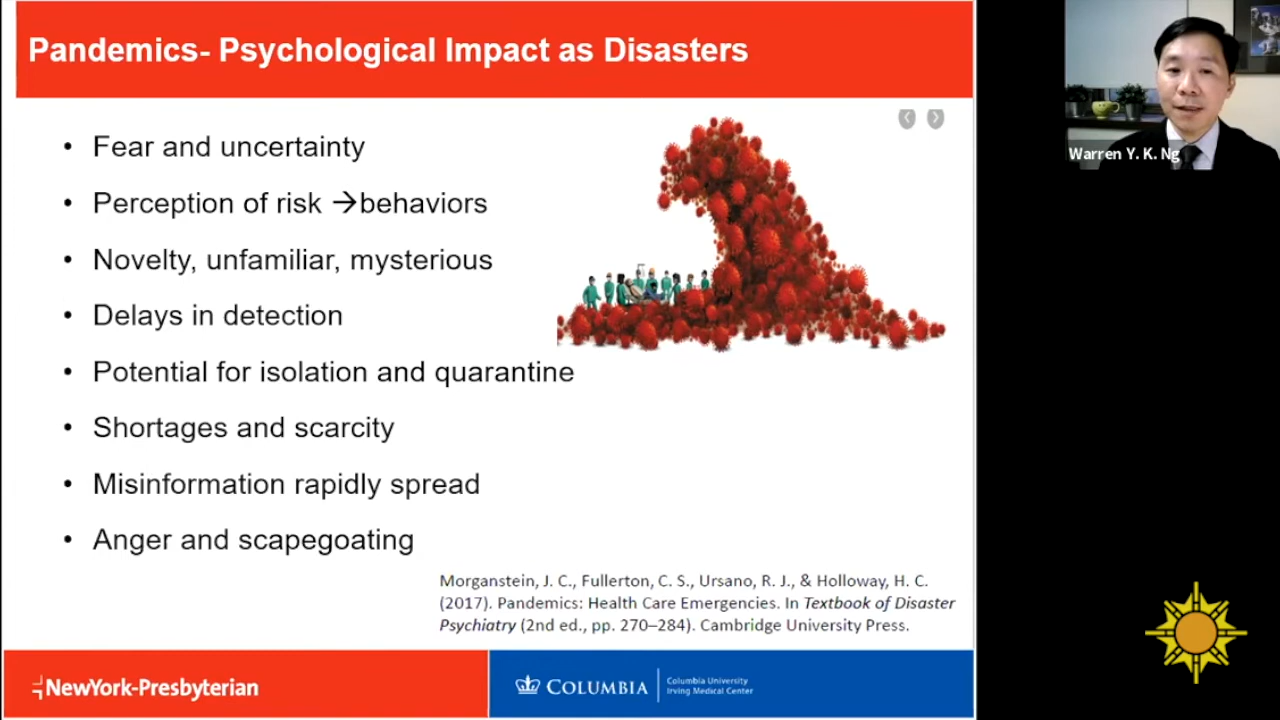 Pandemics- Psychological Impact as Disasters
• Fear and uncertainty
• Perception of risk →behaviors
• Novelty, unfamiliar, mysterious
• Delays in detection
• Potential for isolation and quarantine
• Shortages and scarcity
• Misinformation rapidly spread
• Anger and scapegoating
Morganstein, J. C., Fullerton, C. S., Ursano, R. J., & Holloway, H. C.
(2017). Pandemics: Health Care Emergencies. In Textbook of Disaster
Psychiatry (2nd ed., pp. 270–284). Cambridge University Press.
NewYork-Presbyterian
COLUMBIA
Columbia University
Irving Medical Center
Warren Y. K. Ng